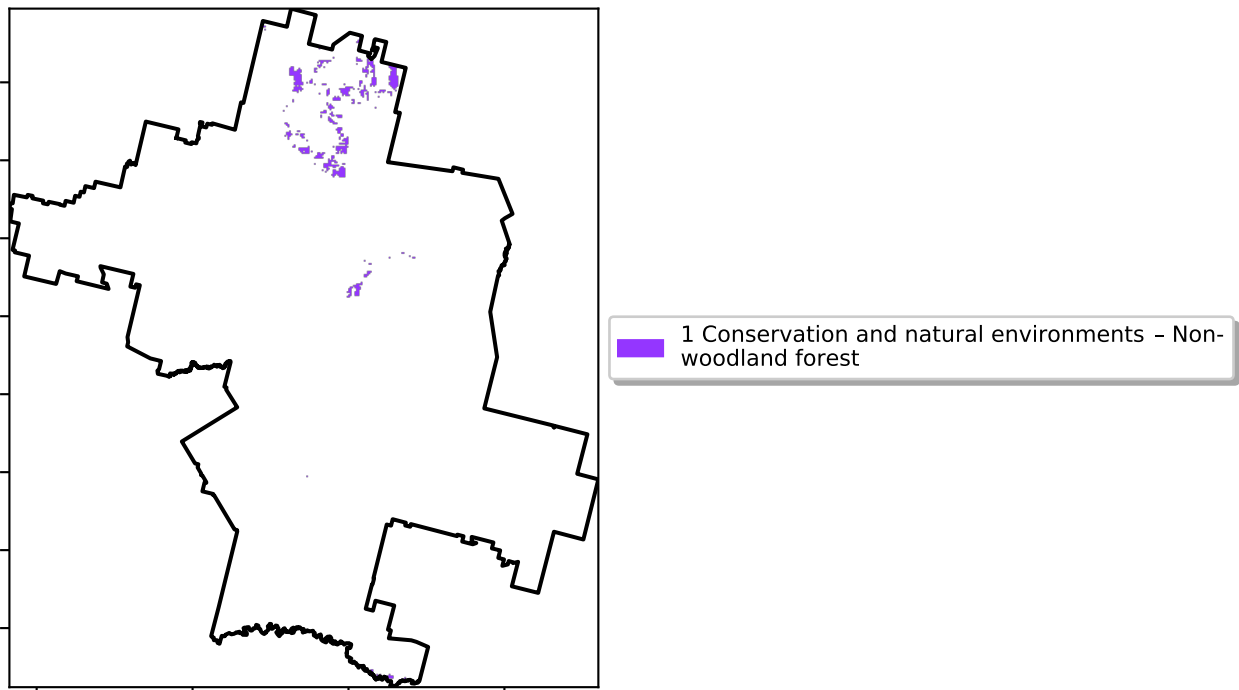 1 Conservation and natural environments – Non-
woodland forest